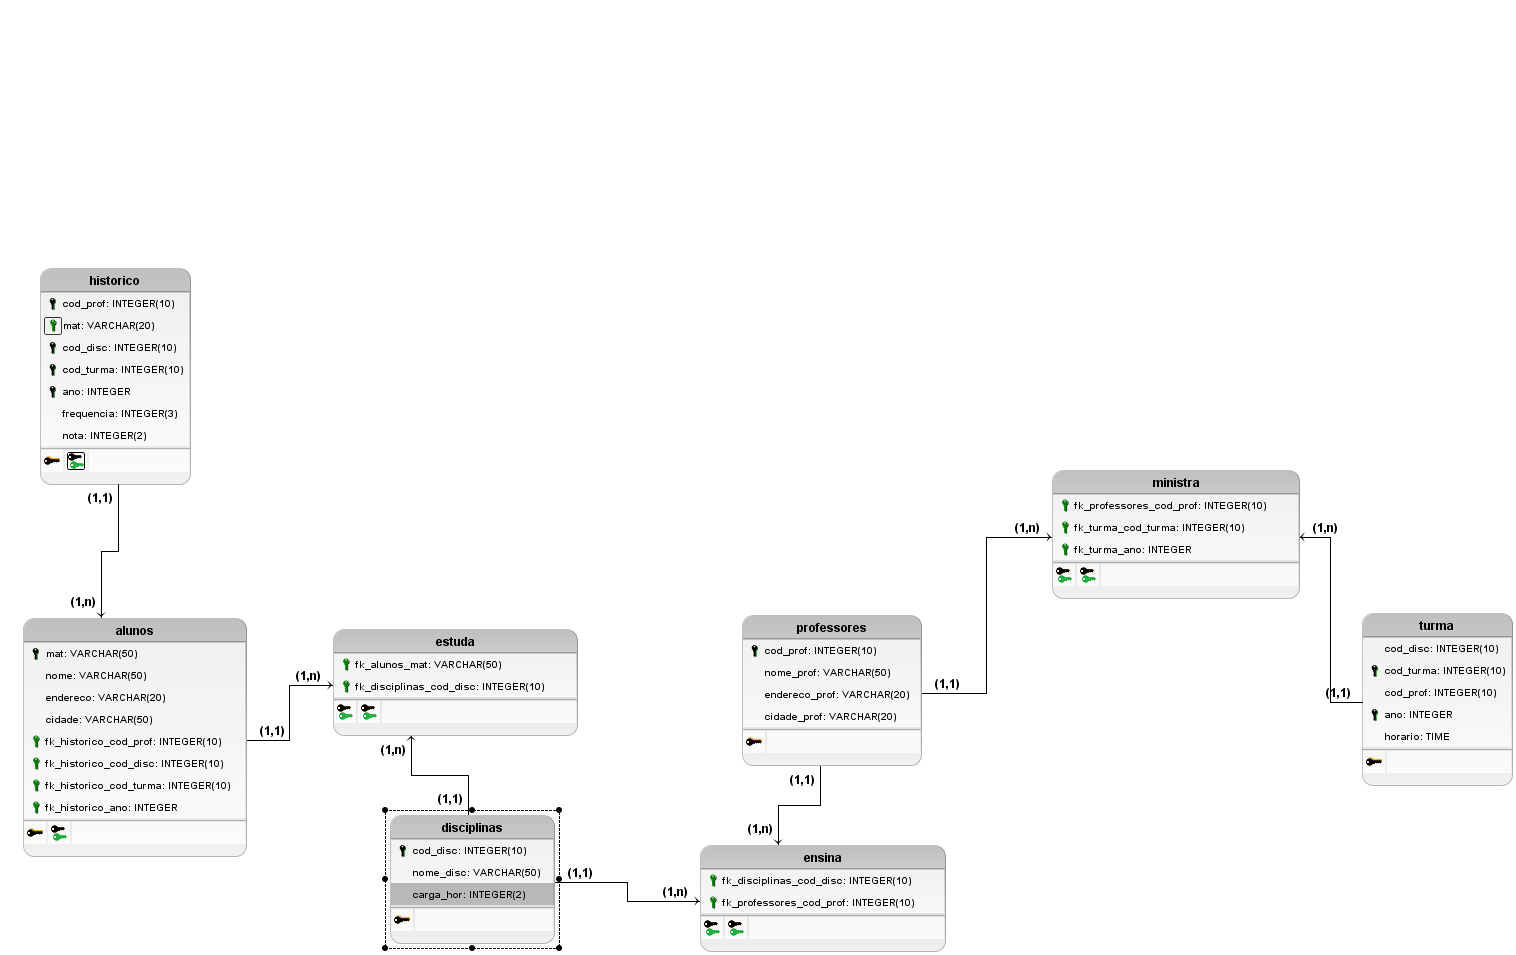 historico
cod_prof: INTEGER(10)
mat: VARCHAR(20)
cod_disc: INTEGER(10)
cod_turma: INTEGER(10)
ano: INTEGER
frequencia: INTEGER(3)
nota: INTEGER(2)
(1,1)
(1,n)
alunos
mat: VARCHAR(50)
nome: VARCHAR(50)
endereco: VARCHAR(20)
cidade: VARCHAR(50)
fk_historico_cod_prof: INTEGER(10)
fk_historico_cod_disc: INTEGER(10)
fk_historico_cod_turma: INTEGER(10)
fk_historico_ano: INTEGER
(1,1)
(1,n)
estuda
fk_alunos_mat: VARCHAR(50)
fk_disciplinas_cod_disc: INTEGER(10)
(1,n)
(1,1)
disciplinas
cod_disc: INTEGER(10)
nome_disc: VARCHAR(50)
carga_hor: INTEGER(2)
(1,1)
(1,n)
professores
cod_prof: INTEGER(10)
nome_prof: VARCHAR(50)
endereco_prof: VARCHAR(20)
cidade_prof: VARCHAR(20)
(1,1)
(1,n)
ensina
fk_disciplinas_cod_disc: INTEGER(10)
fk_professores_cod_prof: INTEGER(10)
(1,1)
(1,n)
ministra
fk_professores_cod_prof: INTEGER(10)
fk_turma_cod_turma: INTEGER(10)
fk_turma_ano: INTEGER
(1,n)
(1,1)
turma
cod_disc: INTEGER(10)
cod_turma: INTEGER(10)
cod_prof: INTEGER(10)
ano: INTEGER
horario: TIME